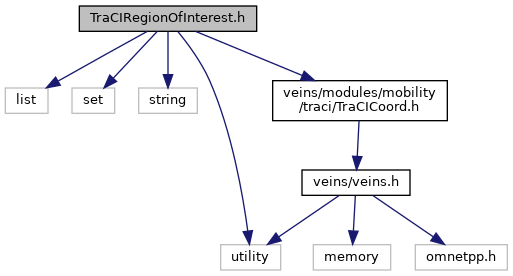 TraCIRegionOfInterest.h
list
set
string
veins/modules/mobility
/traci/TraCICoord.h
veins/veins.h
utility
memory
omnetpp.h